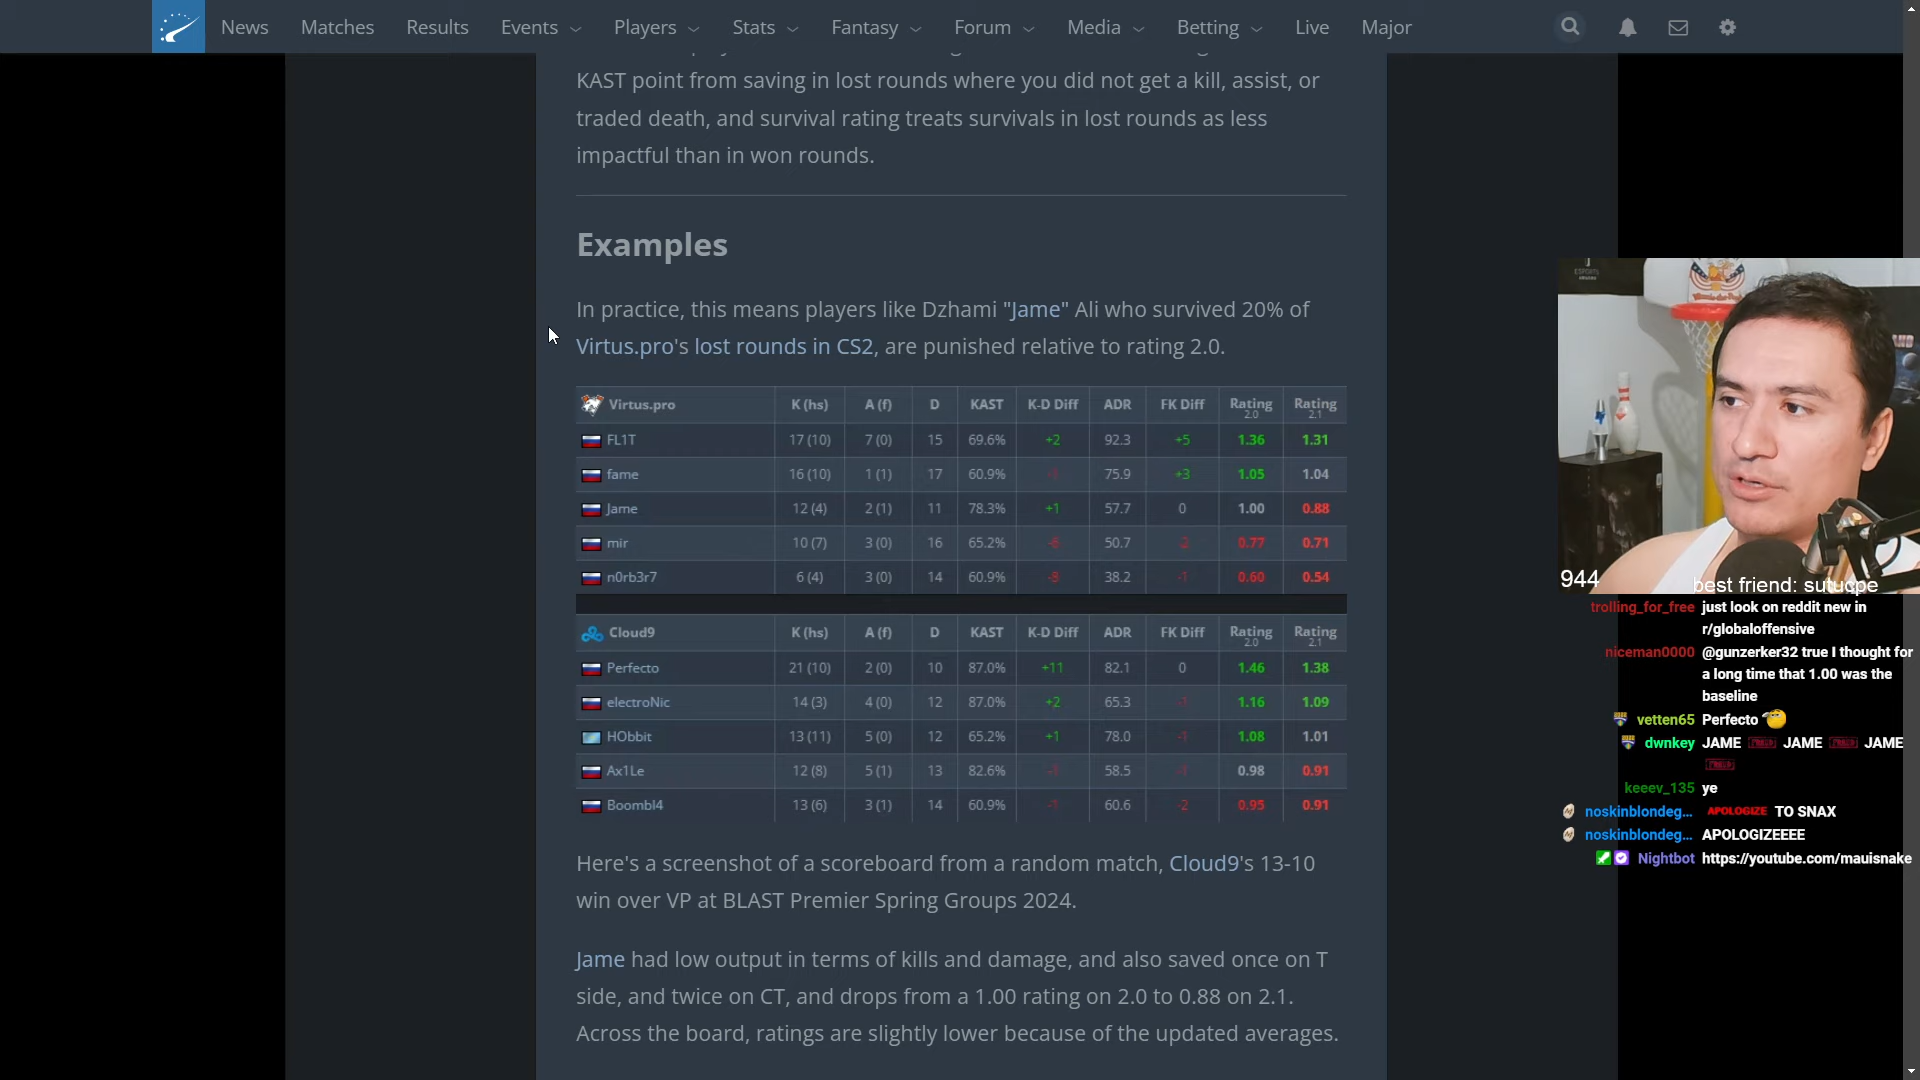 News Matches Results Events Players Stats Fantasy Forum Media Betting Live Major
KAST point from saving in lost rounds where you did not get a kill, assist, or
traded death, and survival rating treats survivals in lost rounds as less
impactful than in won rounds.
Examples
In practice, this means players like Dzhami "Jame" Ali who survived 20% of
Virtus.pro's lost rounds in CS2, are punished relative to rating 2.0.
Virtus.pro K (hs) A (f) D KAST K-D Diff ADR FK Diff Rating 2.0 Rating 2.1
FL1T 17 (10) 7 (0) 15 69.6% +2 92.3 +5 1.36 1.31
fame 16 (10) 1 (1) 17 60.9% -1 75.9 +3 1.05 1.04
Jame 12 (4) 2 (1) 11 78.3% +1 57.7 0 1.00 0.88
mir 10 (7) 3 (0) 16 65.2% -6 50.7 -2 0.77 0.71
n0rb3r7 6 (4) 3 (0) 14 60.9% -8 38.2 -1 0.60 0.54
Cloud9 K (hs) A (f) D KAST K-D Diff ADR FK Diff Rating 2.0 Rating 2.1
Perfecto 21 (10) 2 (0) 10 87.0% +11 82.1 0 1.46 1.38
electroNic 14 (3) 4 (0) 12 87.0% +2 65.3 -1 1.16 1.09
HObbit 13 (11) 5 (0) 12 65.2% +1 78.0 -1 1.08 1.01
Ax1Le 12 (8) 5 (1) 13 82.6% -1 58.5 -1 0.98 0.91
Boombl4 13 (6) 3 (1) 14 60.9% -1 60.6 -2 0.95 0.91
Here's a screenshot of a scoreboard from a random match, Cloud9's 13-10
win over VP at BLAST Premier Spring Groups 2024.
Jame had low output in terms of kills and damage, and also saved once on T
side, and twice on CT, and drops from a 1.00 rating on 2.0 to 0.88 on 2.1.
Across the board, ratings are slightly lower because of the updated averages.
944
best friend: sutucpe
trolling_for_free just look on reddit new in
r/globaloffensive
niceman0000 @gunzerker32 true I thought for
a long time that 1.00 was the
baseline
vetten65 Perfecto
dwnkey JAME FRAUD JAME FRAUD JAME
FRAUD
keeev_135 ye
noskinblondeg... APOLOGIZE TO SNAX
noskinblondeg... APOLOGIZEEEE
Nightbot https://youtube.com/mauisnake